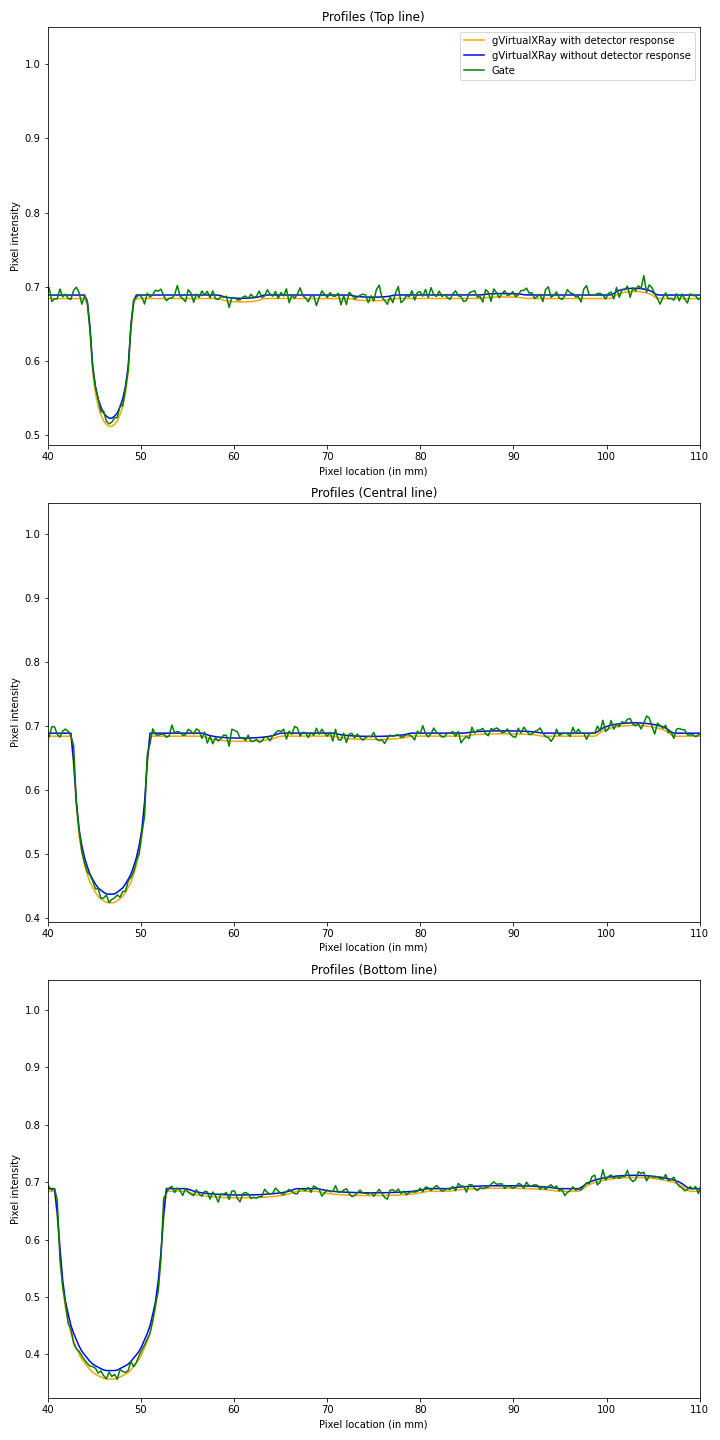 Profiles (Top line)
gVirtualXRay with detector response
gVirtualXRay without detector response
Gate
Pixel intensity
1.0
0.9
0.8
0.7
0.6
0.5
40 50 60 70 80 90 100 110
Pixel location (in mm)
Profiles (Central line)
Pixel intensity
1.0
0.9
0.8
0.7
0.6
0.5
0.4
40 50 60 70 80 90 100 110
Pixel location (in mm)
Profiles (Bottom line)
Pixel intensity
1.0
0.9
0.8
0.7
0.6
0.5
0.4
40 50 60 70 80 90 100 110
Pixel location (in mm)